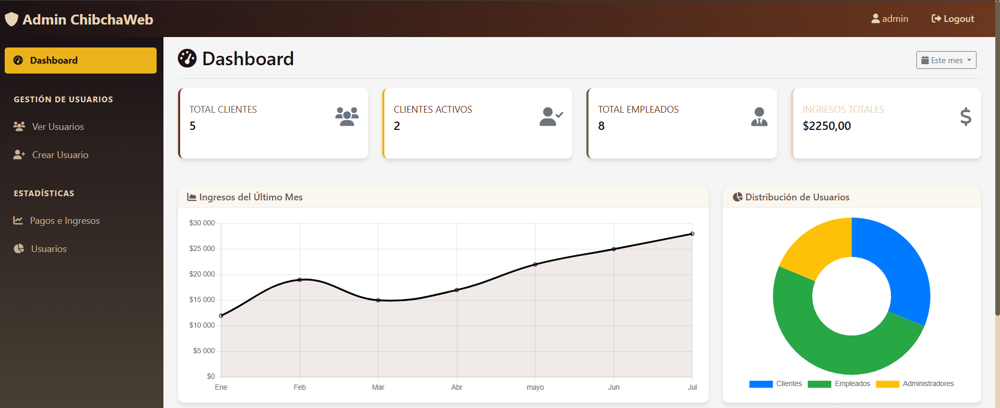 Admin ChibchaWeb
admin
Logout
Dashboard
GESTIÓN DE USUARIOS
Ver Usuarios
Crear Usuario
ESTADÍSTICAS
Pagos e Ingresos
Usuarios
Dashboard
Este mes
TOTAL CLIENTES
5
CLIENTES ACTIVOS
2
TOTAL EMPLEADOS
8
INGRESOS TOTALES
$2250,00
Ingresos del Último Mes
$30 000
$25 000
$20 000
$15 000
$10 000
$5 000
$0
Ene Feb Mar Abr mayo Jun Jul
Distribución de Usuarios
Clientes Empleados Administradores